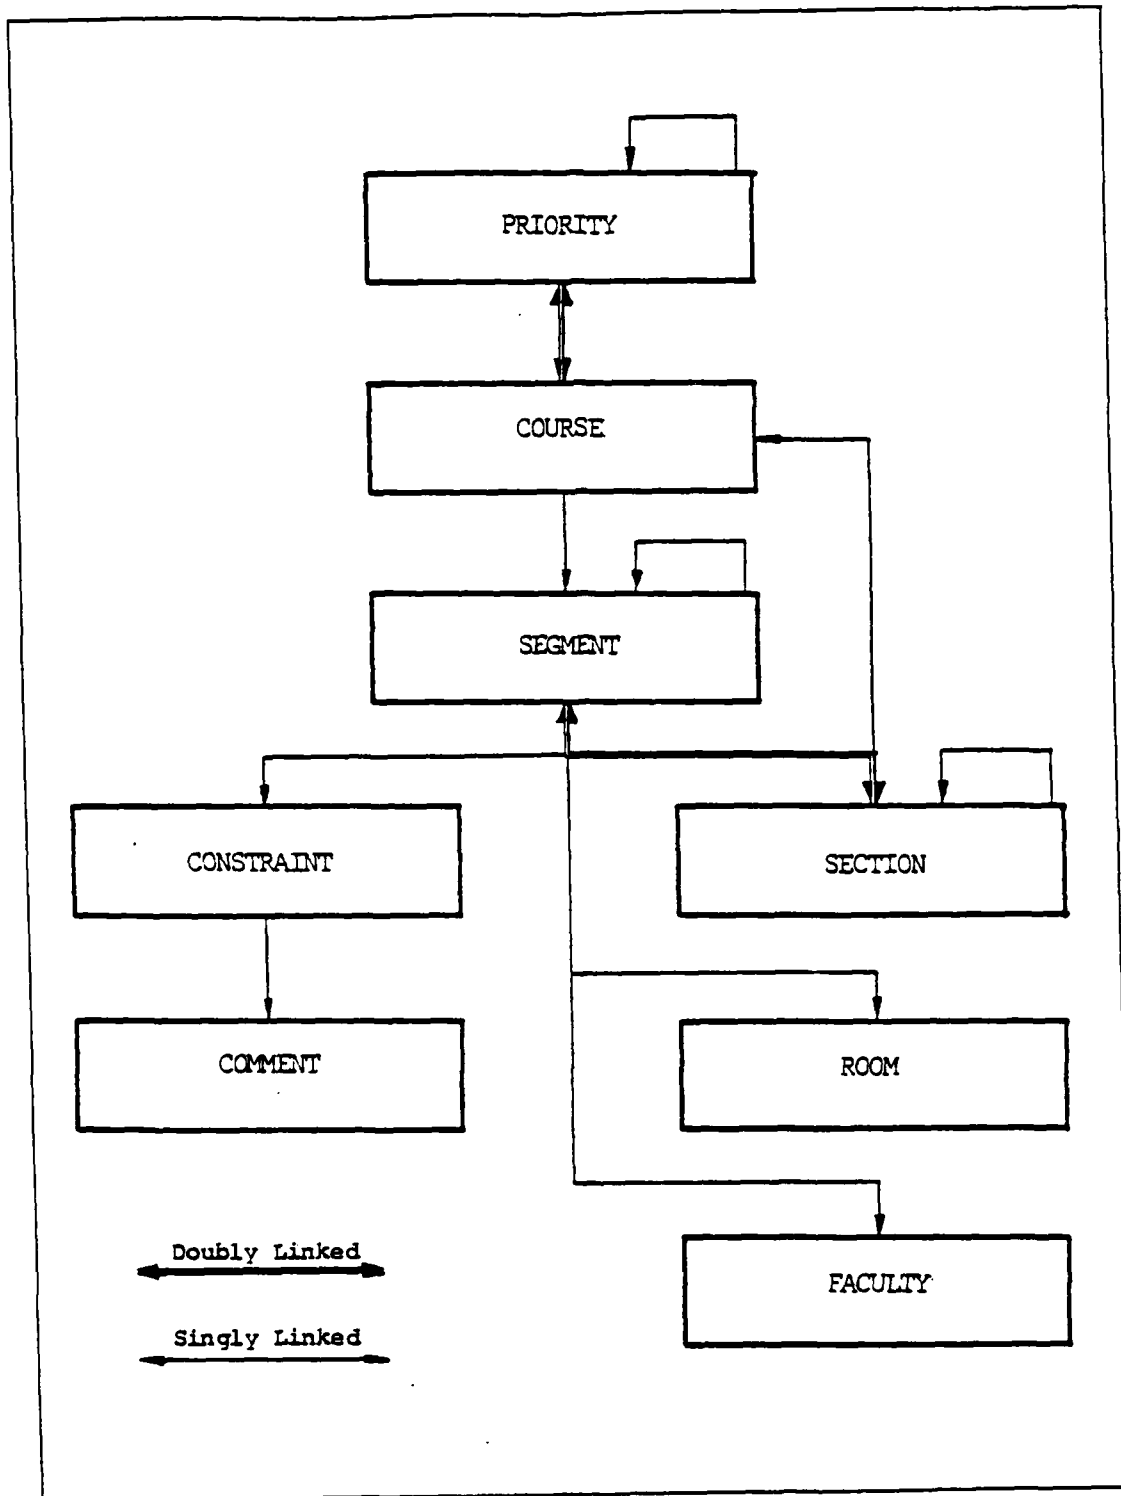 PRIORITY
COURSE
SEGMENT
CONSTRAINT
SECTION
COMMENT
ROOM
FACULTY
Doubly Linked
Singly Linked